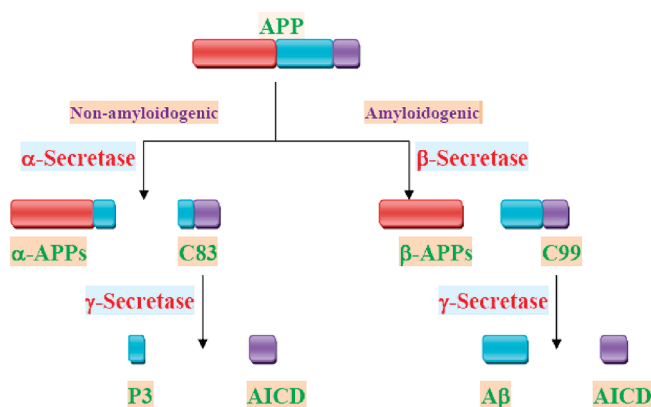 APP
Non-amyloidogenic
Amyloidogenic
α-Secretase
β-Secretase
α-APPs
C83
β-APPs
C99
γ-Secretase
γ-Secretase
P3
AICD
Aβ
AICD